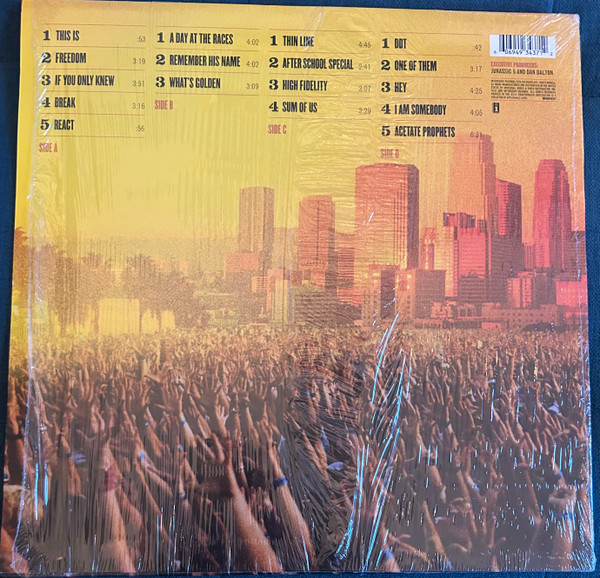 1 THIS IS :53
2 FREEDOM 3:19
3 IF YOU ONLY KNEW 3:51
4 BREAK 3:16
5 REACT :56
SIDE A
1 A DAY AT THE RACES 4:02
2 REMEMBER HIS NAME 4:02
3 WHAT'S GOLDEN 3:09
SIDE B
1 THIN LINE 4:45
2 AFTER SCHOOL SPECIAL 2:41
3 HIGH FIDELITY 3:07
4 SUM OF US 3:29
SIDE C
1 DDT :42
2 ONE OF THEM 3:17
3 HEY 4:25
4 I AM SOMEBODY 4:05
5 ACETATE PROPHETS
SIDE D
EXECUTIVE PRODUCERS
JURASSIC 5 AND DAN DALTON